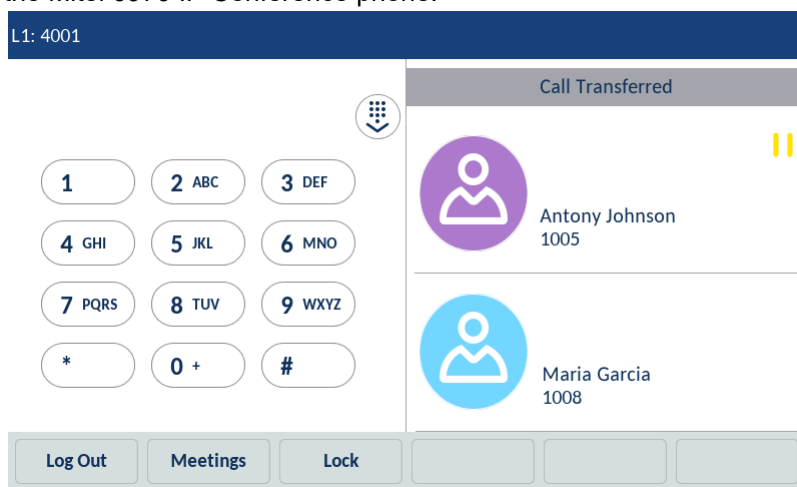 L1: 4001
Call Transferred
1
2 ABC
3 DEF
4 GHI
5 JKL
6 MNO
7 PQRS
8 TUV
9 WXYZ
*
0 +
#
Antony Johnson
1005
Maria Garcia
1008
Log Out
Meetings
Lock